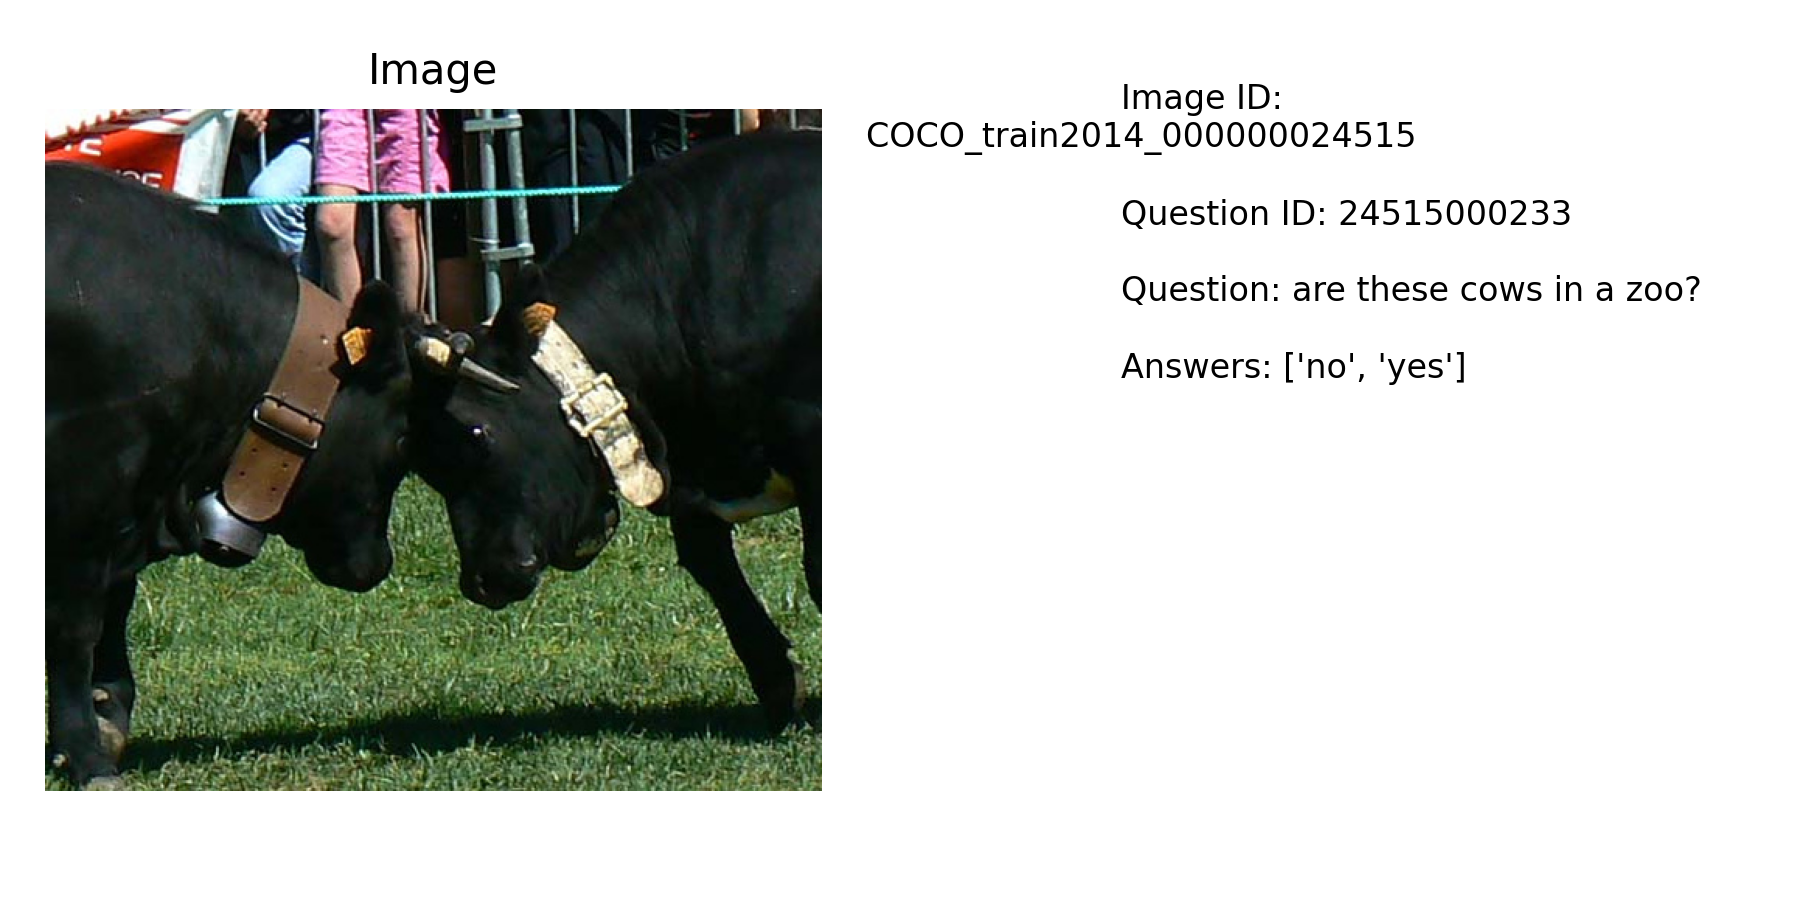 Image
Image ID:
COCO_train2014_000000024515
Question ID: 24515000233
Question: are these cows in a zoo?
Answers: ['no', 'yes']